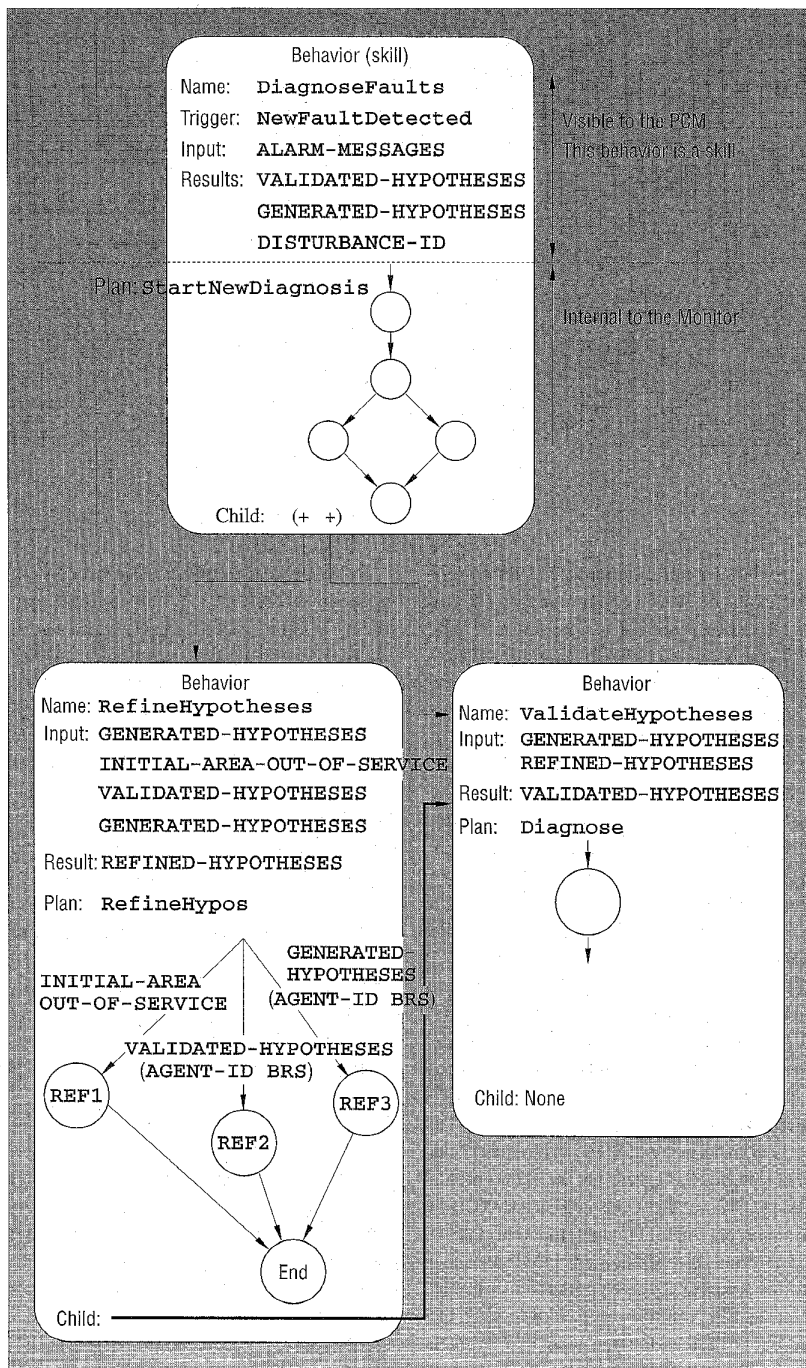 Behavior (skill)
Name: DiagnoseFaults
Trigger: NewFaultDetected
Input: ALARM-MESSAGES
Results: VALIDATED-HYPOTHESES
GENERATED-HYPOTHESES
DISTURBANCE-ID
Visible to the PCM
This behavior is a skill
Plan: StartNewDiagnosis
Internal to the Monitor
Child: (+ +)
Behavior
Name: RefineHypotheses
Input: GENERATED-HYPOTHESES
INITIAL-AREA-OUT-OF-SERVICE
VALIDATED-HYPOTHESES
GENERATED-HYPOTHESES
Result: REFINED-HYPOTHESES
Plan: RefineHypos
INITIAL-AREA
OUT-OF-SERVICE
GENERATED-
HYPOTHESES
(AGENT-ID BRS)
VALIDATED-HYPOTHESES
(AGENT-ID BRS)
REF1
REF2
REF3
End
Child:
Behavior
Name: ValidateHypotheses
Input: GENERATED-HYPOTHESES
REFINED-HYPOTHESES
Result: VALIDATED-HYPOTHESES
Plan: Diagnose
Child: None